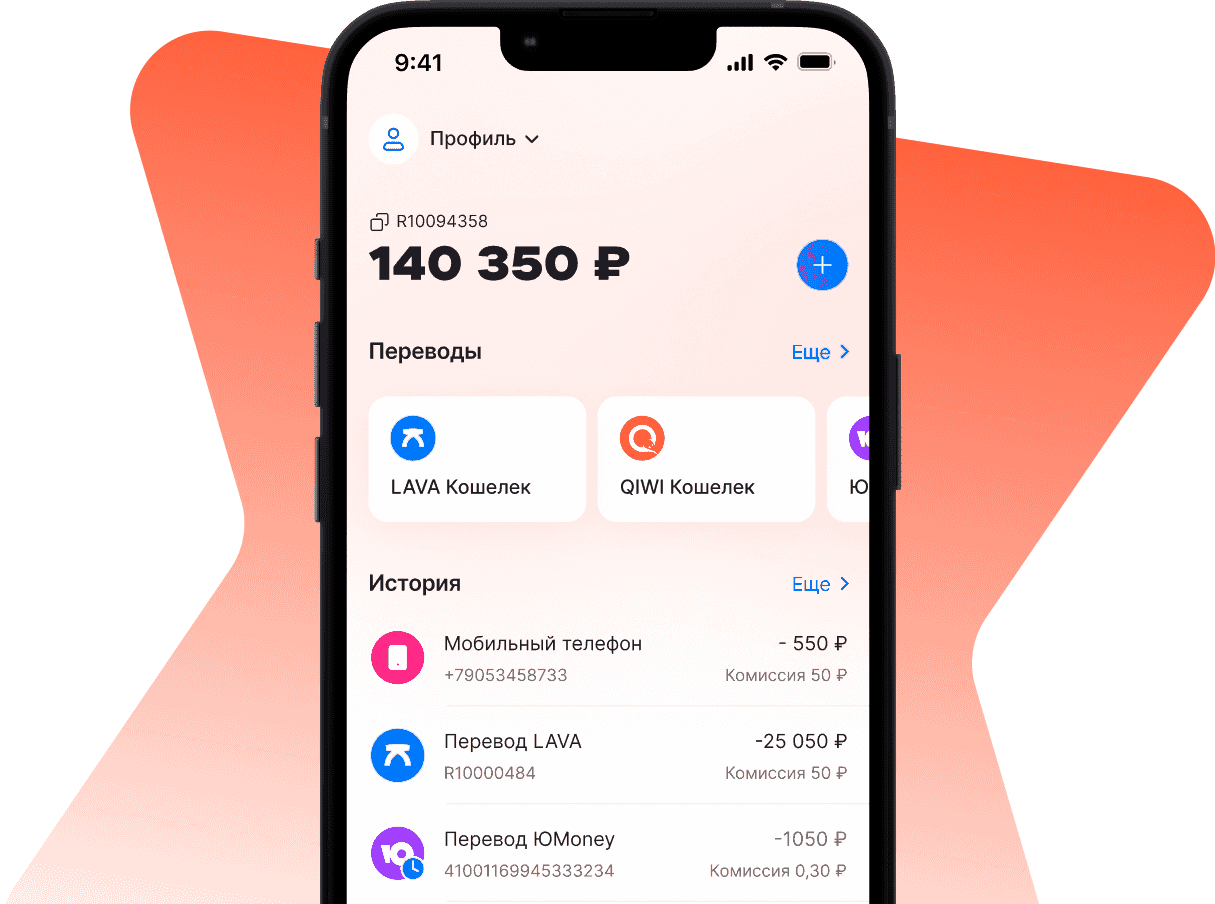 9:41
Профиль
R10094358
140 350 ₽
Переводы
Еще
LAVA Кошелек
QIWI Кошелек
Ю
История
Еще
Мобильный телефон
- 550 ₽
+79053458733
Комиссия 50 ₽
Перевод LAVA
-25 050 ₽
R10000484
Комиссия 50 ₽
Ю
Перевод ЮMoney
-1050 ₽
41001169945333234
Комиссия 0,30 ₽